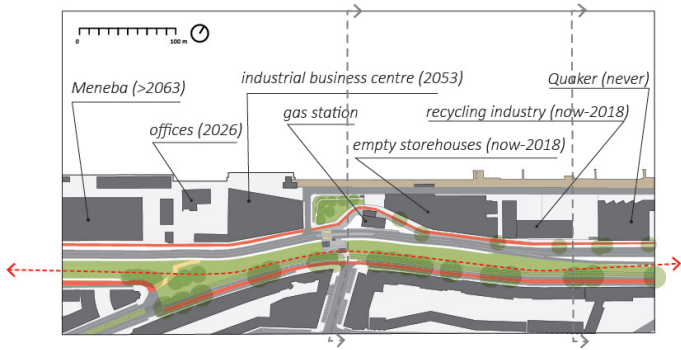 0
100 m
Meneba (>2063)
industrial business centre (2053)
Quaker (never)
offices (2026)
gas station
recycling industry (now-2018)
empty storehouses (now-2018)